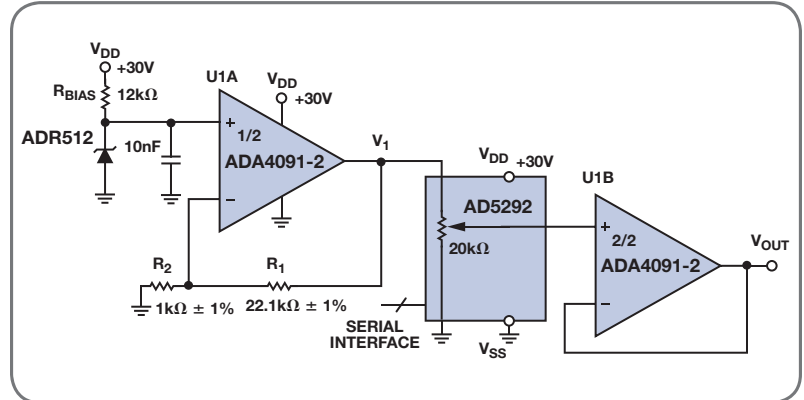 VDD
+30V
RBIAS 12kΩ
ADR512
10nF
U1A
VDD
+30V
+
1/2
ADA4091-2
−
V1
R2
1kΩ ± 1%
R1
22.1kΩ ± 1%
SERIAL
INTERFACE
VDD +30V
AD5292
20kΩ
VSS
U1B
+
2/2
ADA4091-2
−
VOUT